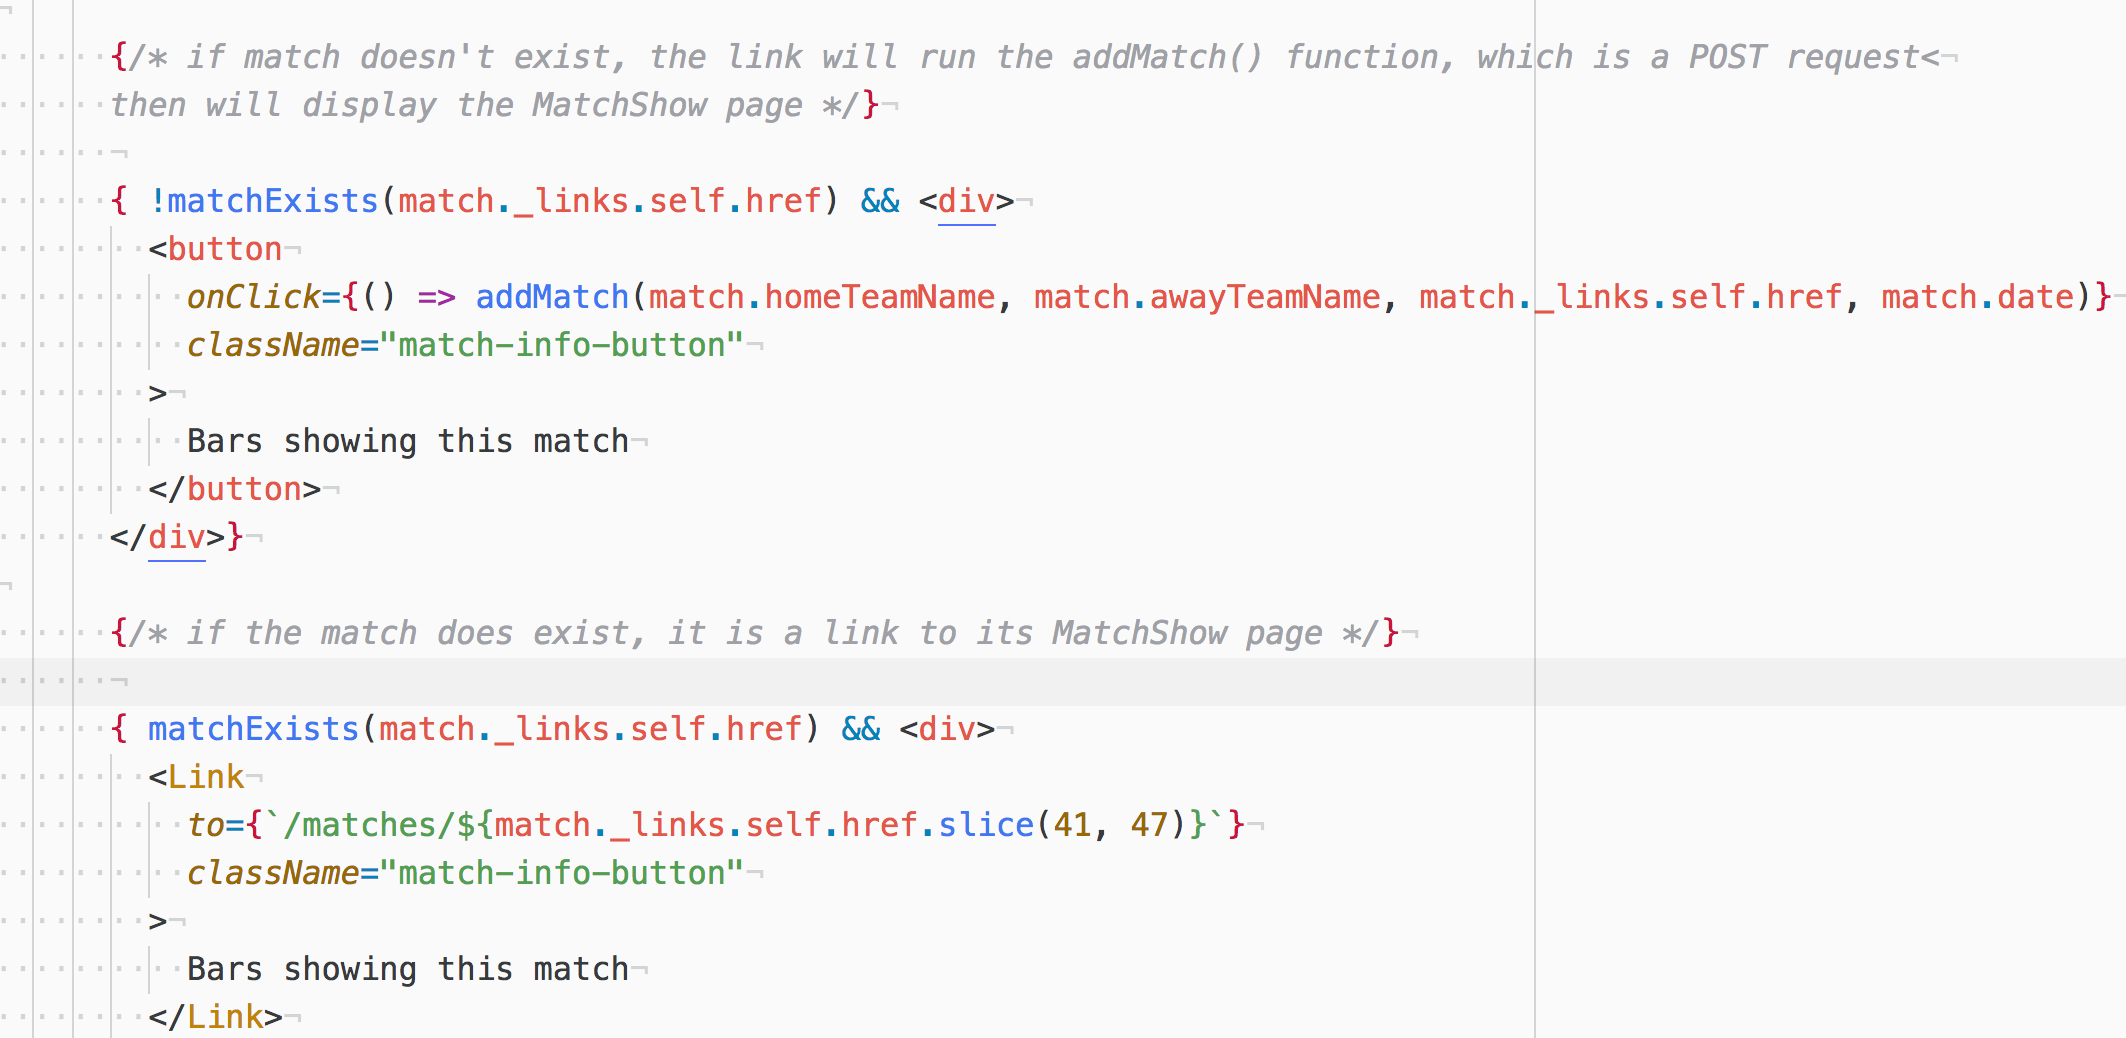 {/* if match doesn't exist, the link will run the addMatch() function, which is a POST request<
then will display the MatchShow page */}
{ !matchExists(match._links.self.href) && <div>
<button
onClick={() => addMatch(match.homeTeamName, match.awayTeamName, match._links.self.href, match.date)}
className="match-info-button"
>
Bars showing this match
</button>
</div>}
{/* if the match does exist, it is a link to its MatchShow page */}
{ matchExists(match._links.self.href) && <div>
<Link
to={`/matches/${match._links.self.href.slice(41, 47)}`}
className="match-info-button"
>
Bars showing this match
</Link>